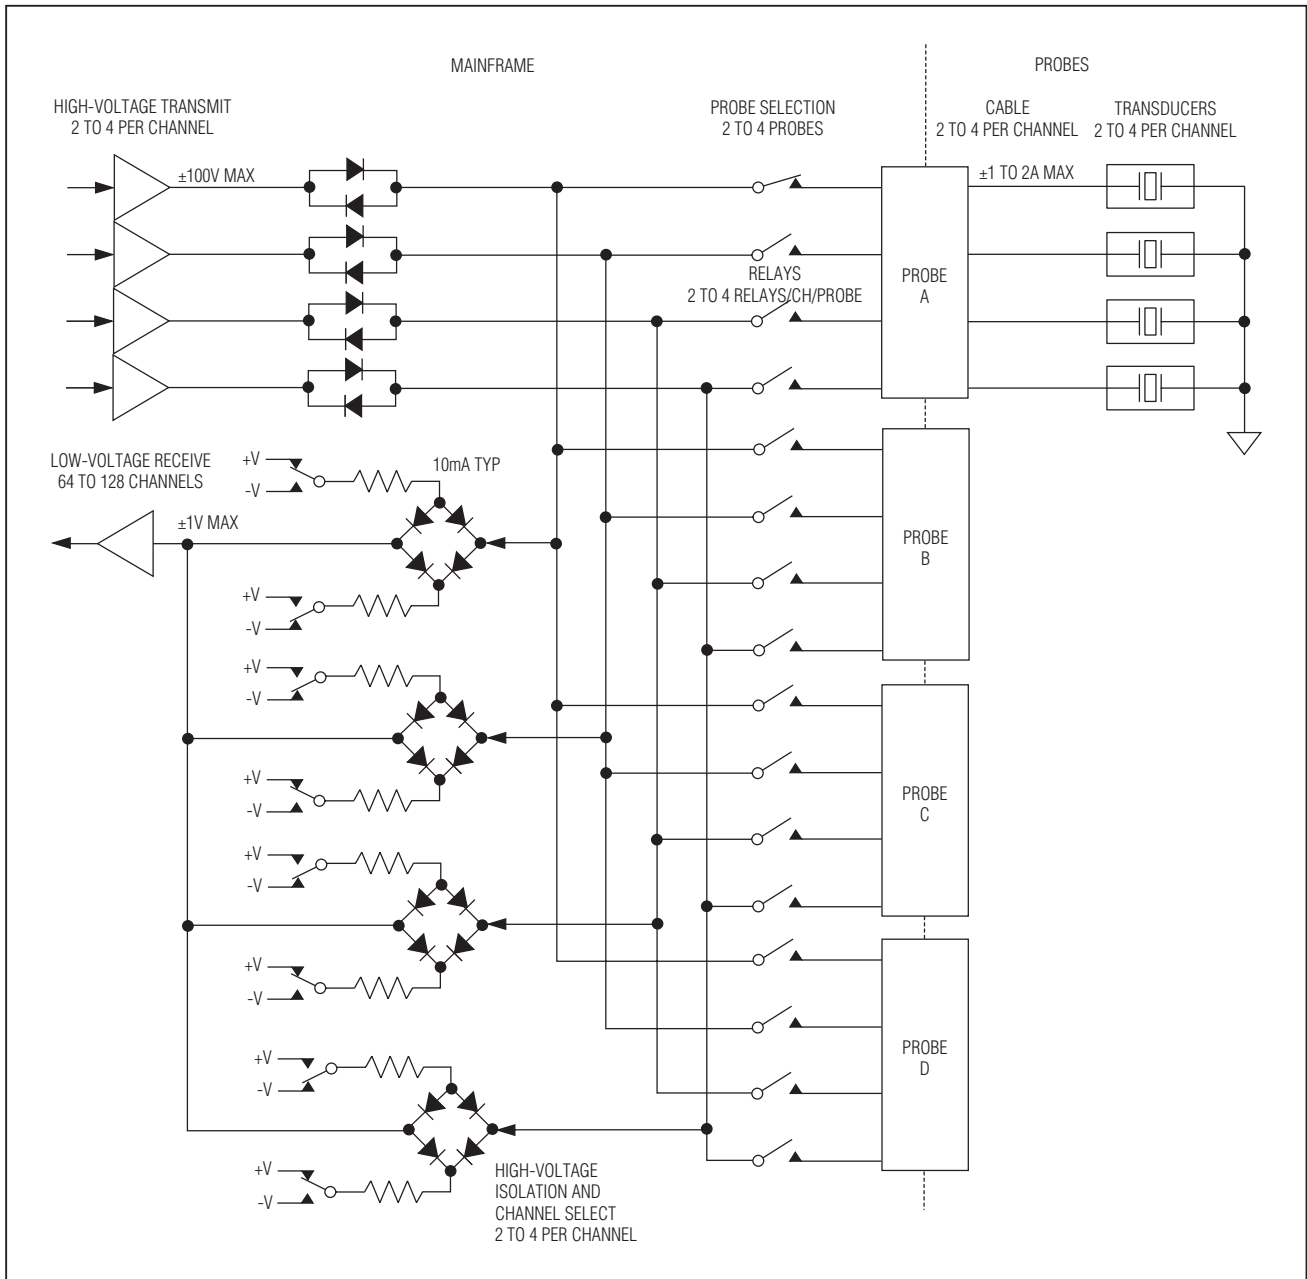 MAINFRAME
PROBES
HIGH-VOLTAGE TRANSMIT
2 TO 4 PER CHANNEL
PROBE SELECTION
2 TO 4 PROBES
CABLE
2 TO 4 PER CHANNEL
TRANSDUCERS
2 TO 4 PER CHANNEL
±100V MAX
±1 TO 2A MAX
RELAYS
2 TO 4 RELAYS/CH/PROBE
PROBE
A
LOW-VOLTAGE RECEIVE
64 TO 128 CHANNELS
+V
-V
10mA TYP
±1V MAX
PROBE
B
+V
-V
+V
-V
+V
-V
PROBE
C
+V
-V
+V
-V
PROBE
D
+V
-V
+V
-V
HIGH-VOLTAGE
ISOLATION AND
CHANNEL SELECT
2 TO 4 PER CHANNEL